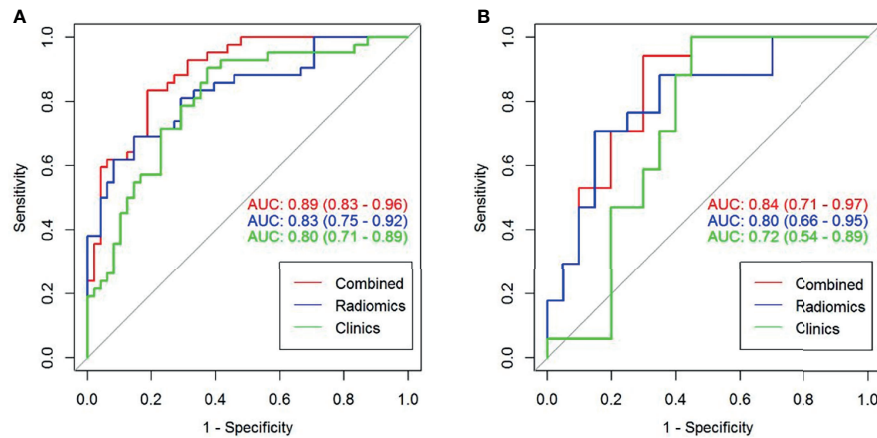 A
1.0
0.8
0.6
0.4
0.2
0.0
Sensitivity
AUC: 0.89 (0.83 - 0.96)
AUC: 0.83 (0.75 - 0.92)
AUC: 0.80 (0.71 - 0.89)
Combined
Radiomics
Clinics
0.0 0.2 0.4 0.6 0.8 1.0
1 - Specificity
B
1.0
0.8
0.6
0.4
0.2
0.0
Sensitivity
AUC: 0.84 (0.71 - 0.97)
AUC: 0.80 (0.66 - 0.95)
AUC: 0.72 (0.54 - 0.89)
Combined
Radiomics
Clinics
0.0 0.2 0.4 0.6 0.8 1.0
1 - Specificity